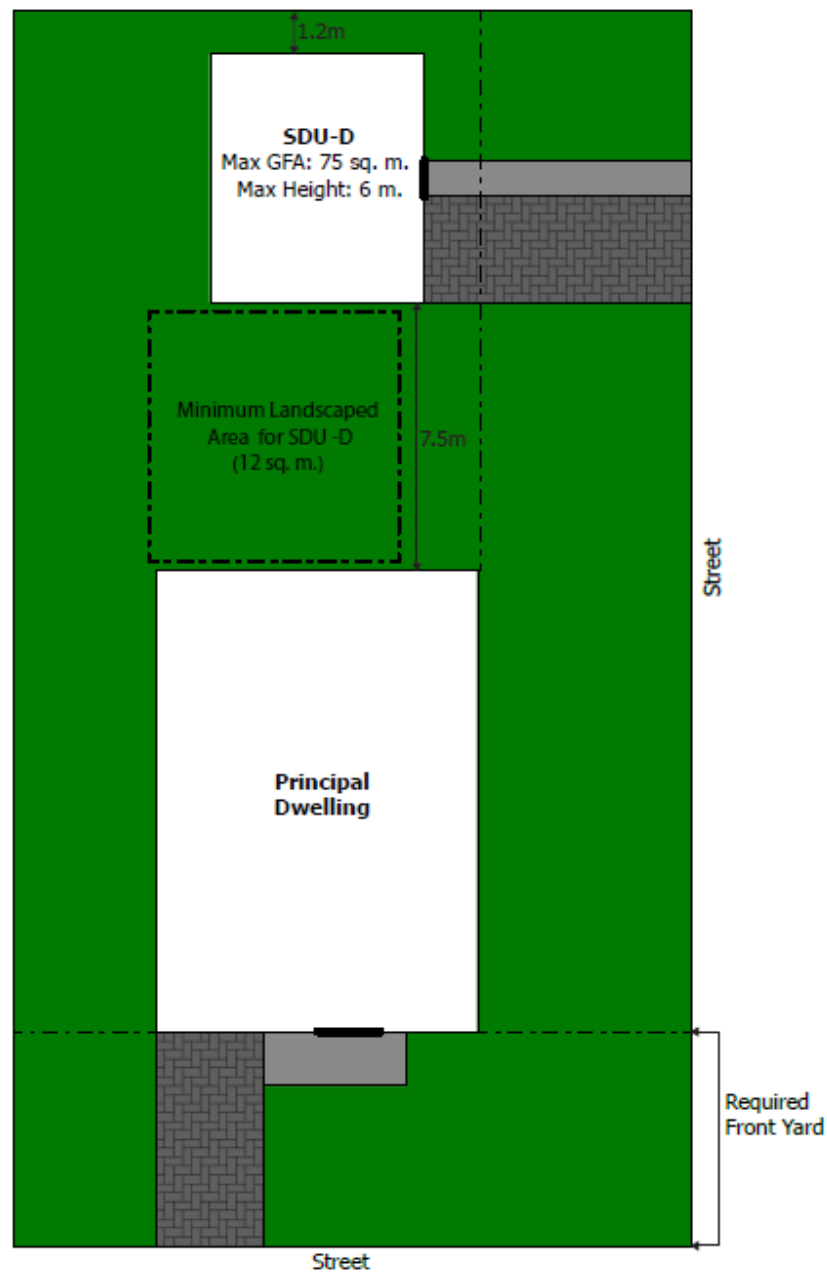 1.2m
SDU-D
Max GFA: 75 sq. m.
Max Height: 6 m.
Minimum Landscaped
Area for SDU -D
(12 sq. m.)
7.5m
Street
Principal
Dwelling
Required
Front Yard
Street